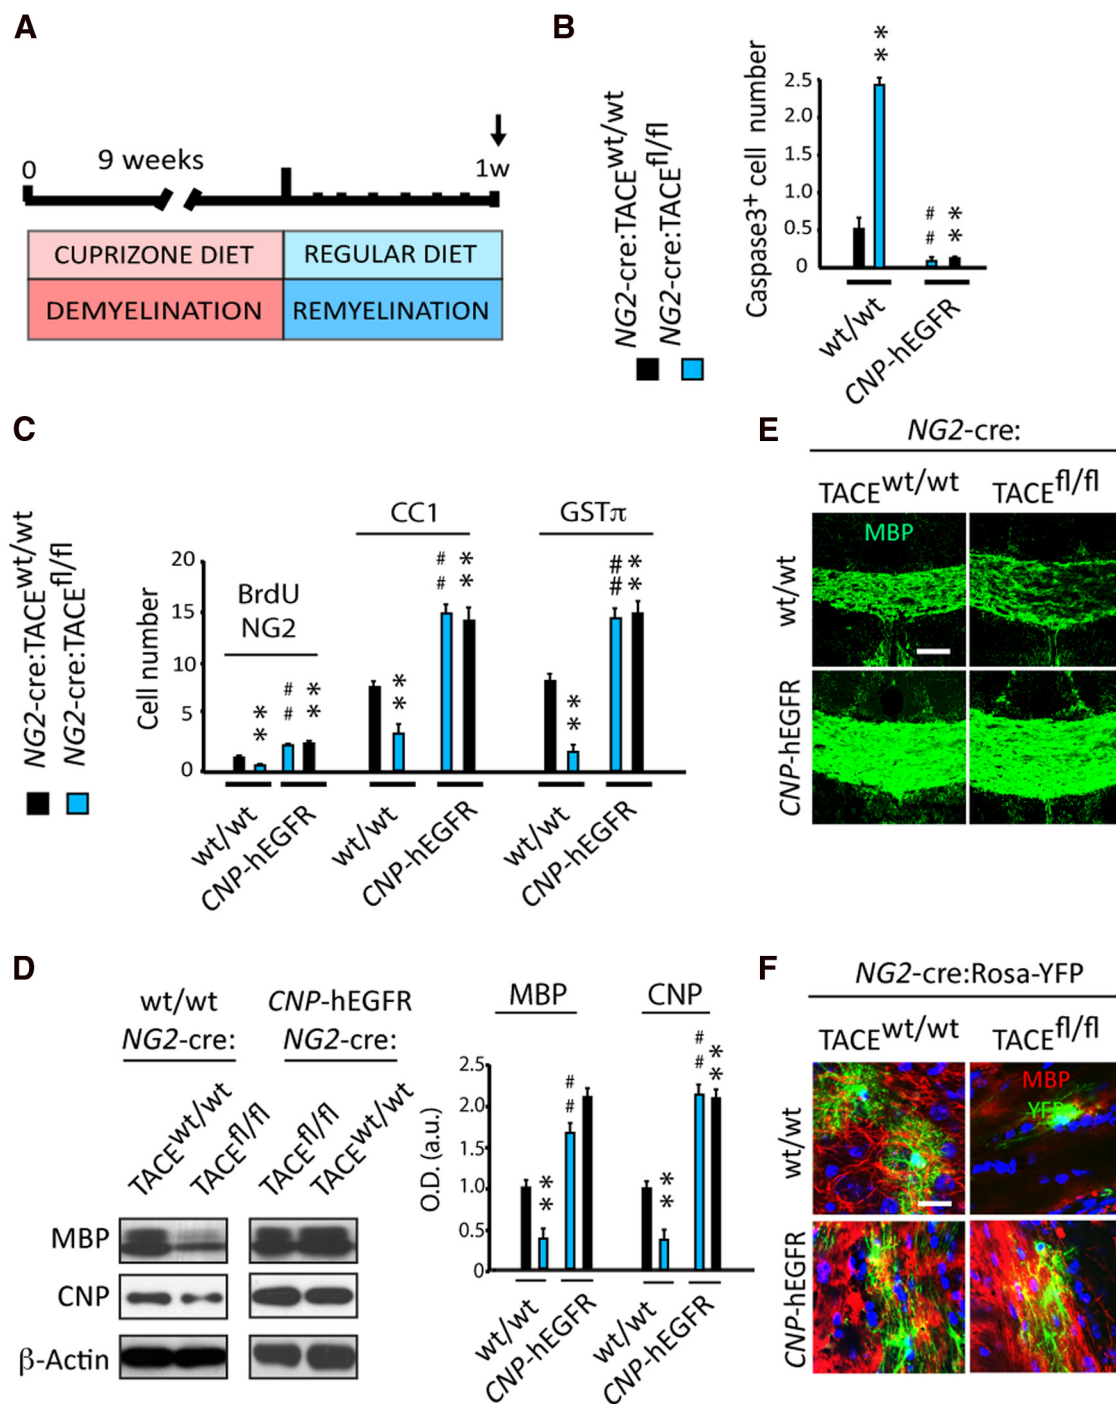 A
0
9 weeks
1w
CUPRIZONE DIET
REGULAR DIET
DEMYELINATION
REMYELINATION
B
NG2-cre:TACEwt/wt
NG2-cre:TACEfl/fl
Caspase3+ cell number
2.5
2.0
1.5
1.0
0.5
0
**
##
**
wt/wt
CNP-hEGFR
C
NG2-cre:TACEwt/wt
NG2-cre:TACEfl/fl
Cell number
20
15
10
5
0
BrdU
NG2
CC1
GSTπ
**
##
**
**
##
**
**
##
**
wt/wt
CNP-hEGFR
wt/wt
CNP-hEGFR
wt/wt
CNP-hEGFR
D
wt/wt
NG2-cre:
CNP-hEGFR
NG2-cre:
TACEwt/wt
TACEfl/fl
TACEfl/fl
TACEwt/wt
MBP
CNP
β-Actin
MBP
CNP
O.D. (a.u.)
2.5
2.0
1.5
1.0
0.5
0
**
##
**
##
**
wt/wt
CNP-hEGFR
wt/wt
CNP-hEGFR
E
NG2-cre:
TACEwt/wt
TACEfl/fl
MBP
wt/wt
CNP-hEGFR
F
NG2-cre:Rosa-YFP
TACEwt/wt
TACEfl/fl
MBP
YFP
wt/wt
CNP-hEGFR